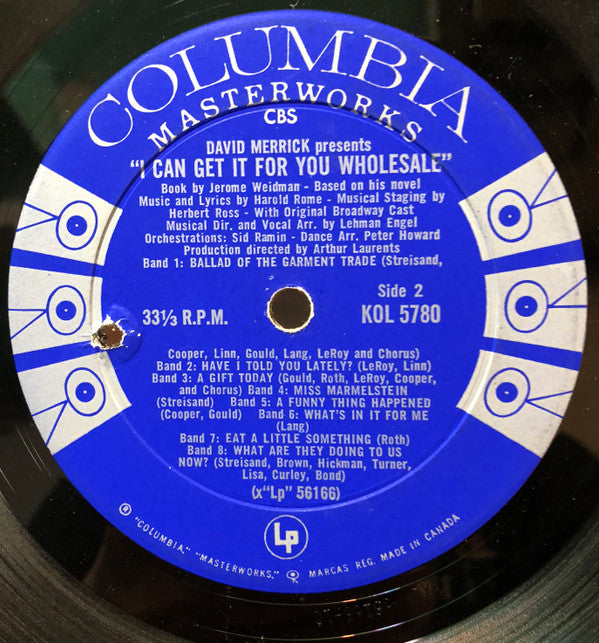 COLUMBIA
MASTERWORKS
CBS
DAVID MERRICK presents
"I CAN GET IT FOR YOU WHOLESALE"
Book by Jerome Weidman - Based on his novel
Music and Lyrics by Harold Rome - Musical Staging by
Herbert Ross - With Original Broadway Cast
Musical Dir. and Vocal Arr. by Lehman Engel
Orchestrations: Sid Ramin - Dance Arr. Peter Howard
Production directed by Arthur Laurents
Band 1: BALLAD OF THE GARMENT TRADE (Streisand,
33⅓ R.P.M.
Side 2
KOL 5780
Cooper, Linn, Gould, Lang, LeRoy and Chorus)
Band 2: HAVE I TOLD YOU LATELY? (LeRoy, Linn)
Band 3: A GIFT TODAY (Gould, Roth, LeRoy, Cooper,
and Chorus) Band 4: MISS MARMELSTEIN
(Streisand) Band 5: A FUNNY THING HAPPENED
(Cooper, Gould) Band 6: WHAT'S IN IT FOR ME
(Lang)
Band 7: EAT A LITTLE SOMETHING (Roth)
Band 8: WHAT ARE THEY DOING TO US
NOW? (Streisand, Brown, Hickman, Turner,
Lisa, Curley, Bond)
(x"Lp" 56166)
Lp
® "COLUMBIA," "MASTERWORKS," MARCAS REG. MADE IN CANADA